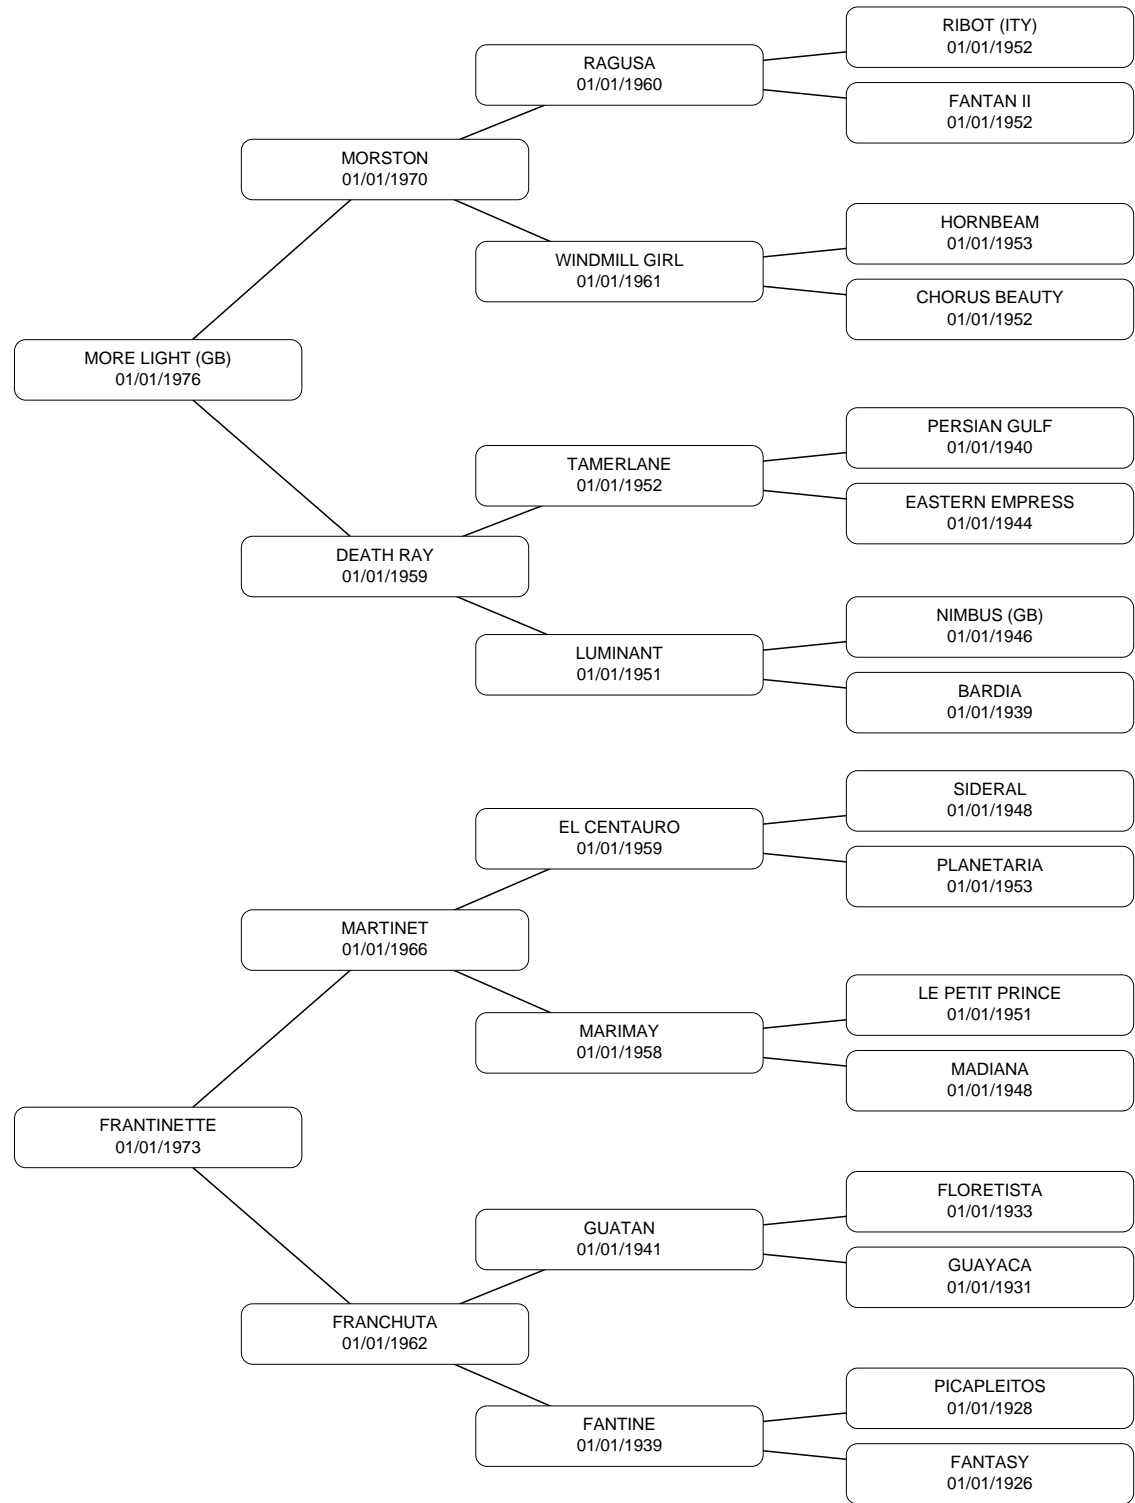 RIBOT (ITY)
01/01/1952
RAGUSA
01/01/1960
FANTAN II
01/01/1952
MORSTON
01/01/1970
HORNBEAM
01/01/1953
WINDMILL GIRL
01/01/1961
CHORUS BEAUTY
01/01/1952
MORE LIGHT (GB)
01/01/1976
PERSIAN GULF
01/01/1940
TAMERLANE
01/01/1952
EASTERN EMPRESS
01/01/1944
DEATH RAY
01/01/1959
NIMBUS (GB)
01/01/1946
LUMINANT
01/01/1951
BARDIA
01/01/1939
SIDERAL
01/01/1948
EL CENTAURO
01/01/1959
PLANETARIA
01/01/1953
MARTINET
01/01/1966
LE PETIT PRINCE
01/01/1951
MARIMAY
01/01/1958
MADIANA
01/01/1948
FRANTINETTE
01/01/1973
FLORETISTA
01/01/1933
GUATAN
01/01/1941
GUAYACA
01/01/1931
FRANCHUTA
01/01/1962
PICAPLEITOS
01/01/1928
FANTINE
01/01/1939
FANTASY
01/01/1926